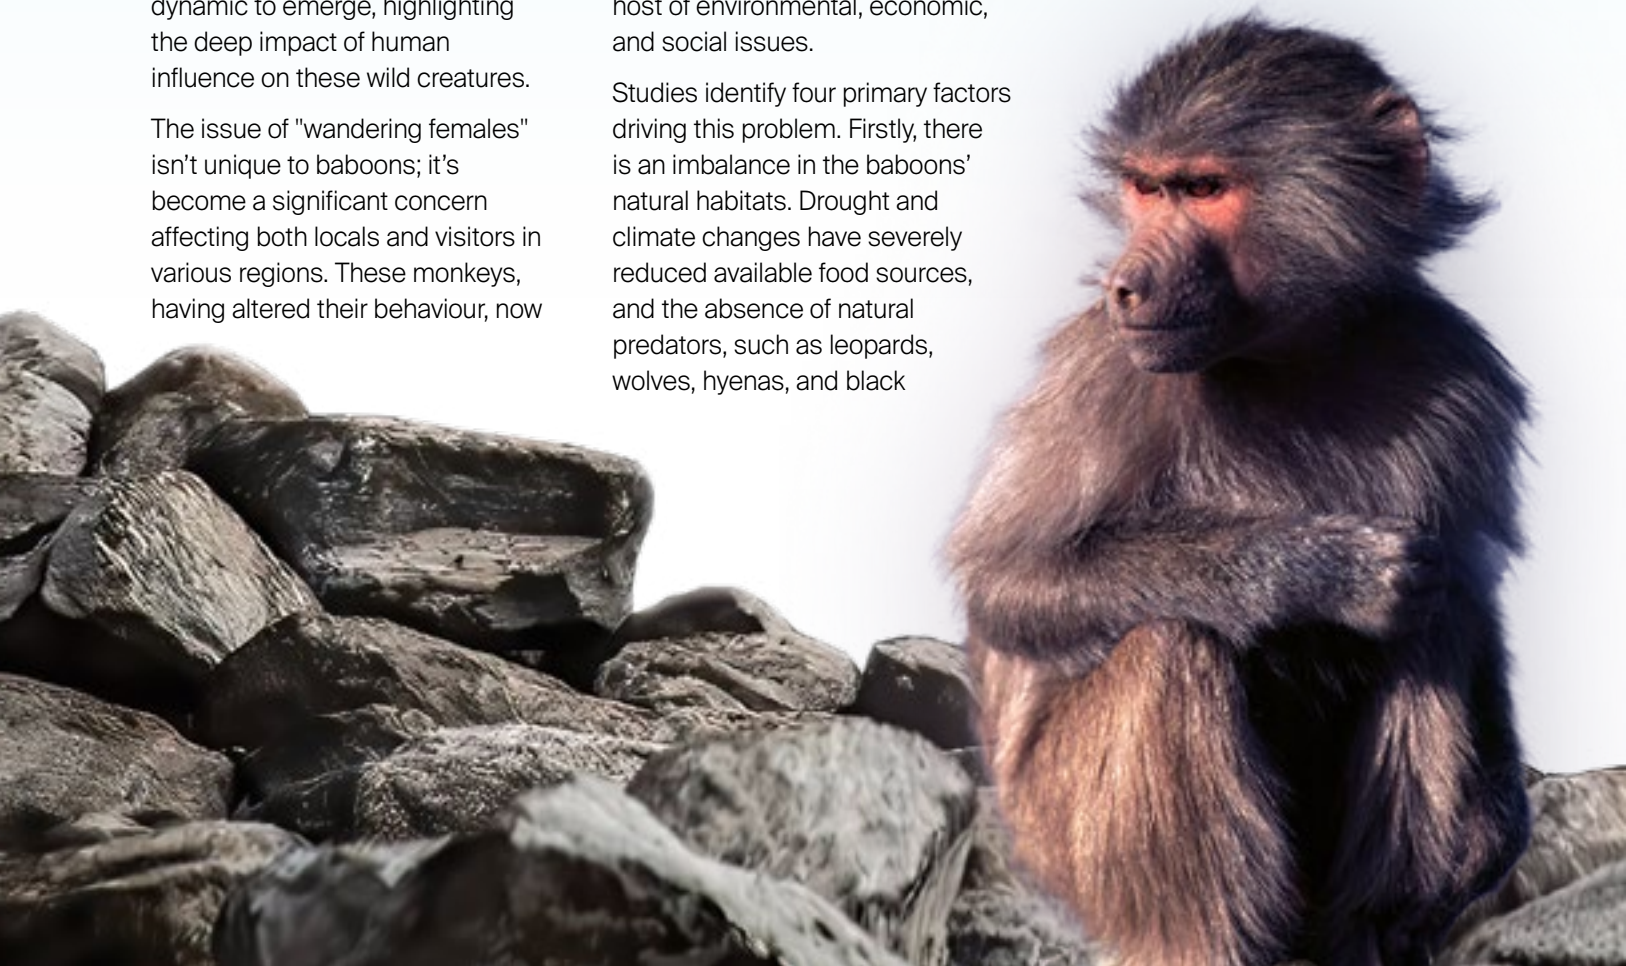 dynamic to emerge, highlighting
the deep impact of human
influence on these wild creatures.
The issue of "wandering females"
isn’t unique to baboons; it’s
become a significant concern
affecting both locals and visitors in
various regions. These monkeys,
having altered their behaviour, now
host of environmental, economic,
and social issues.
Studies identify four primary factors
driving this problem. Firstly, there
is an imbalance in the baboons’
natural habitats. Drought and
climate changes have severely
reduced available food sources,
and the absence of natural
predators, such as leopards,
wolves, hyenas, and black